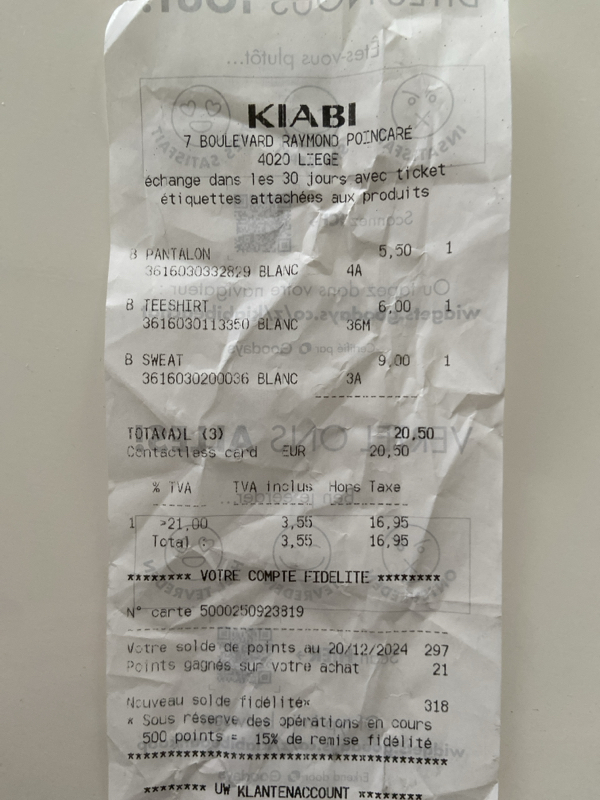 KIABI
7 BOULEVARD RAYMOND POINCARÉ
4020 LIEGE
échange dans les 30 jours avec ticket
étiquettes attachées aux produits
B PANTALON 5,50 1
3616030332829 BLANC 4A
B TEESHIRT 6,00 1
3616030113350 BLANC 36M
B SWEAT 9,00 1
3616030200036 BLANC 3A
--------------
TOTA(A)L (3) 20,50
Contactless card EUR 20,50
% TVA TVA inclus Hors Taxe
1 >21,00 3,55 16,95
Total : 3,55 16,95
******** VOTRE COMPTE FIDELITE ********
N° carte 5000250923819
Votre solde de points au 20/12/2024 297
Points gagnés sur votre achat 21
Nouveau solde fidélité* 318
* Sous réserve des opérations en cours
500 points = 15% de remise fidélité
****************************************
******** UW KLANTENACCOUNT ********